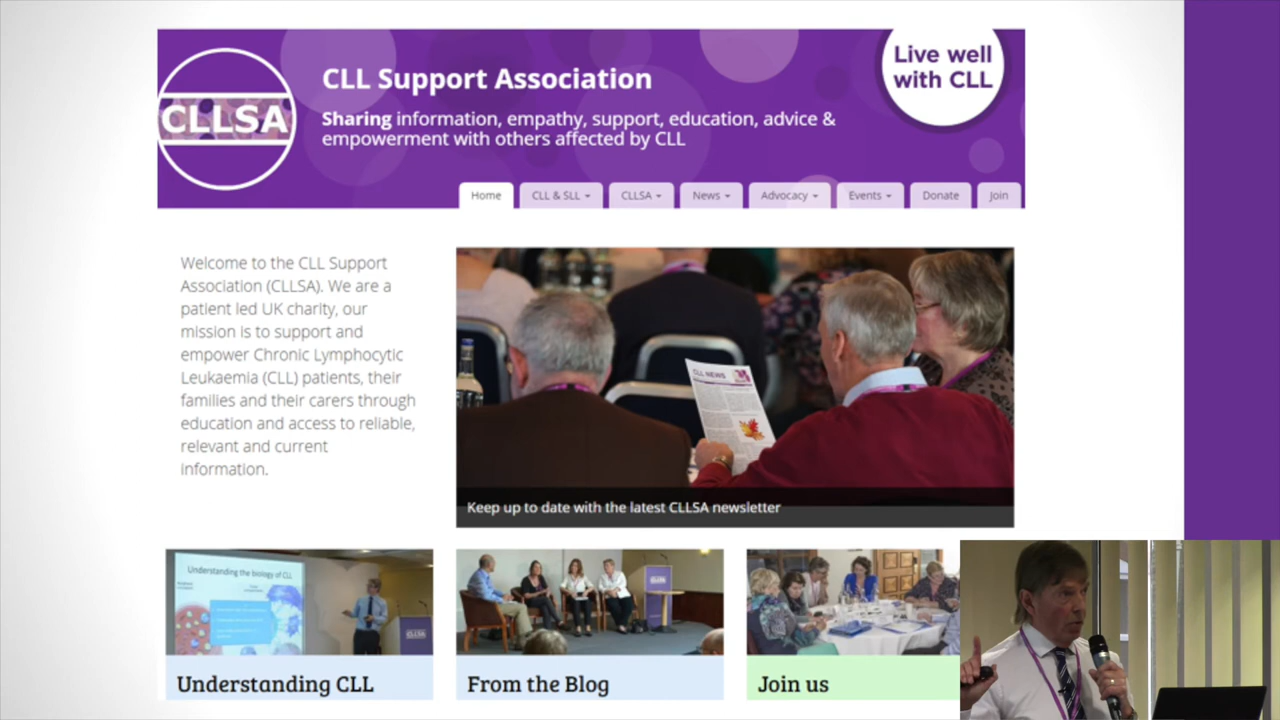 Live well
with CLL
CLL Support Association
CLLSA
Sharing information, empathy, support, education, advice &
empowerment with others affected by CLL
Home CLL & SLL CLLSA News Advocacy Events Donate Join
Welcome to the CLL Support
Association (CLLSA). We are a
patient led UK charity, our
mission is to support and
empower Chronic Lymphocytic
Leukaemia (CLL) patients, their
families and their carers through
education and access to reliable,
relevant and current
information.
CLL NEWS
Keep up to date with the latest CLLSA newsletter
Understanding the biology of CLL
CLLSA
Understanding CLL
From the Blog
Join us